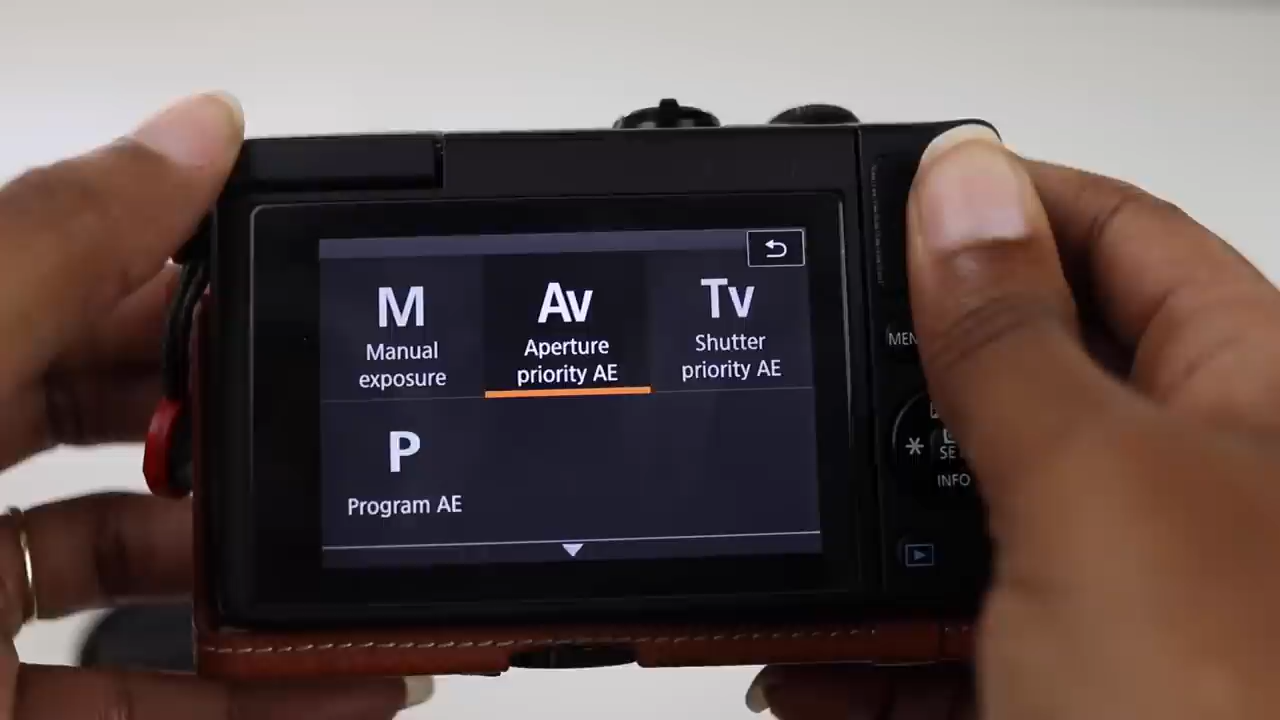 M
Manual
exposure
Av
Aperture
priority AE
Tv
Shutter
priority AE
P
Program AE
INFO